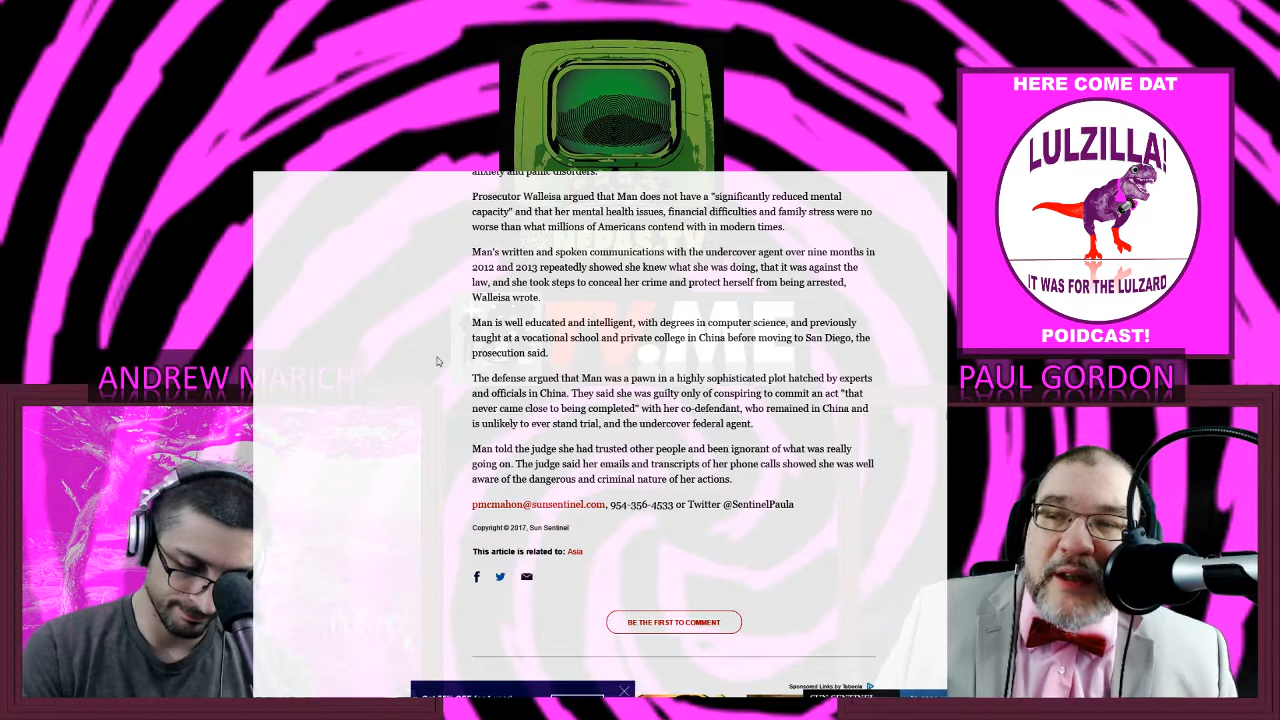 HERE COME DAT
LULZILLA!
IT WAS FOR THE LULZARD
POIDCAST!
anxiety and panic disorders.
Prosecutor Walleisa argued that Man does not have a "significantly reduced mental
capacity" and that her mental health issues, financial difficulties and family stress were no
worse than what millions of Americans contend with in modern times.
Man's written and spoken communications with the undercover agent over nine months in
2012 and 2013 repeatedly showed she knew what she was doing, that it was against the
law, and she took steps to conceal her crime and protect herself from being arrested,
Walleisa wrote.
Man is well educated and intelligent, with degrees in computer science, and previously
taught at a vocational school and private college in China before moving to San Diego, the
prosecution said.
The defense argued that Man was a pawn in a highly sophisticated plot hatched by experts
and officials in China. They said she was guilty only of conspiring to commit an act "that
never came close to being completed" with her co-defendant, who remained in China and
is unlikely to ever stand trial, and the undercover federal agent.
Man told the judge she had trusted other people and been ignorant of what was really
going on. The judge said her emails and transcripts of her phone calls showed she was well
aware of the dangerous and criminal nature of her actions.
pmcmahon@sunsentinel.com, 954-356-4533 or Twitter @SentinelPaula
Copyright © 2017, Sun Sentinel
This article is related to: Asia
BE THE FIRST TO COMMENT
Sponsored Links by Taboola
SUN SENTINEL
ANDREW MARICH
PAUL GORDON
.ME